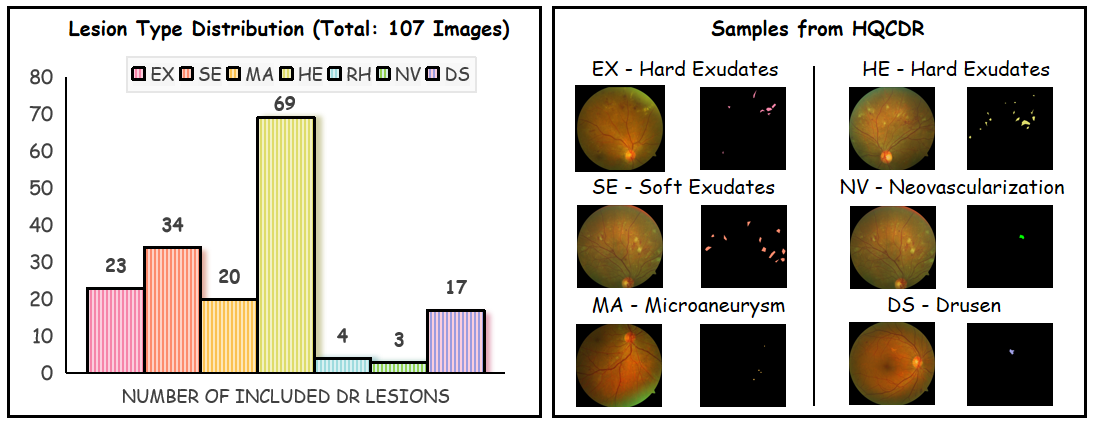 Lesion Type Distribution (Total: 107 Images)
EX SE MA HE RH NV DS
80
70
60
50
40
30
20
10
0
23
34
20
69
4
3
17
NUMBER OF INCLUDED DR LESIONS
Samples from HQCDR
EX - Hard Exudates
HE - Hard Exudates
SE - Soft Exudates
NV - Neovascularization
MA - Microaneurysm
DS - Drusen